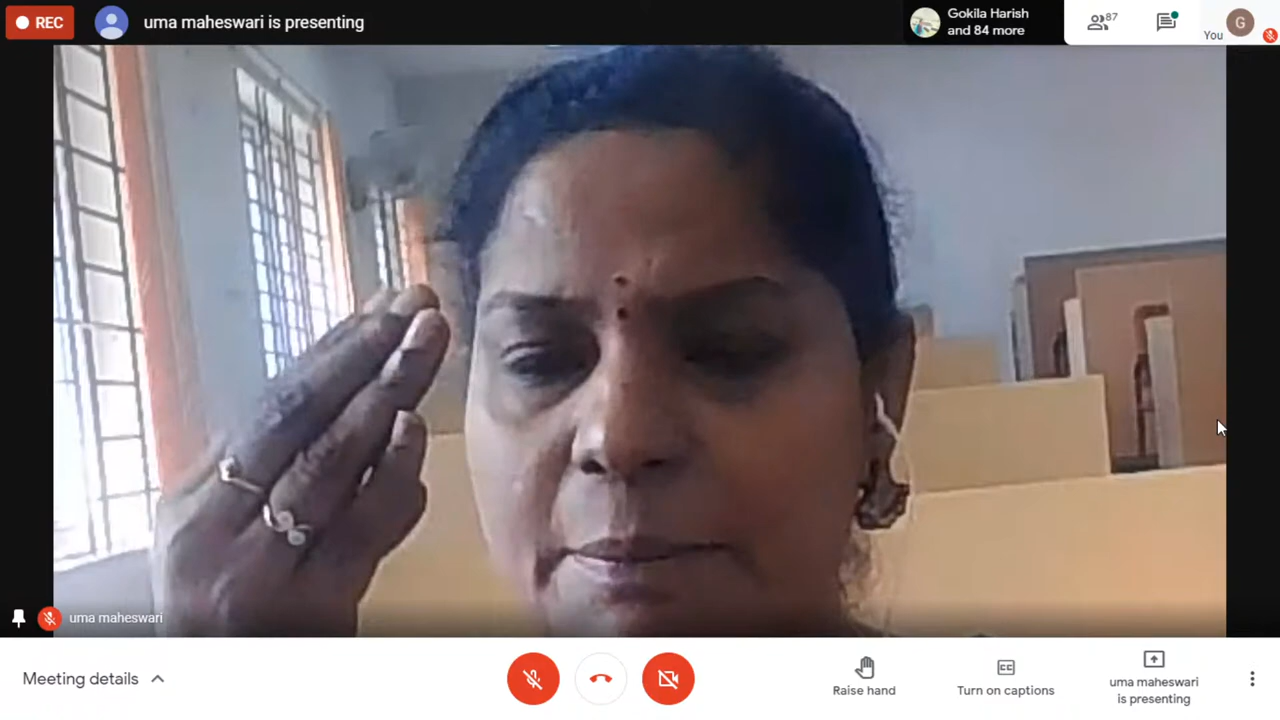 REC
uma maheswari is presenting
Gokila Harish
and 84 more
87
G
You
uma maheswari
Meeting details
Raise hand
CC
Turn on captions
uma maheswari
is presenting